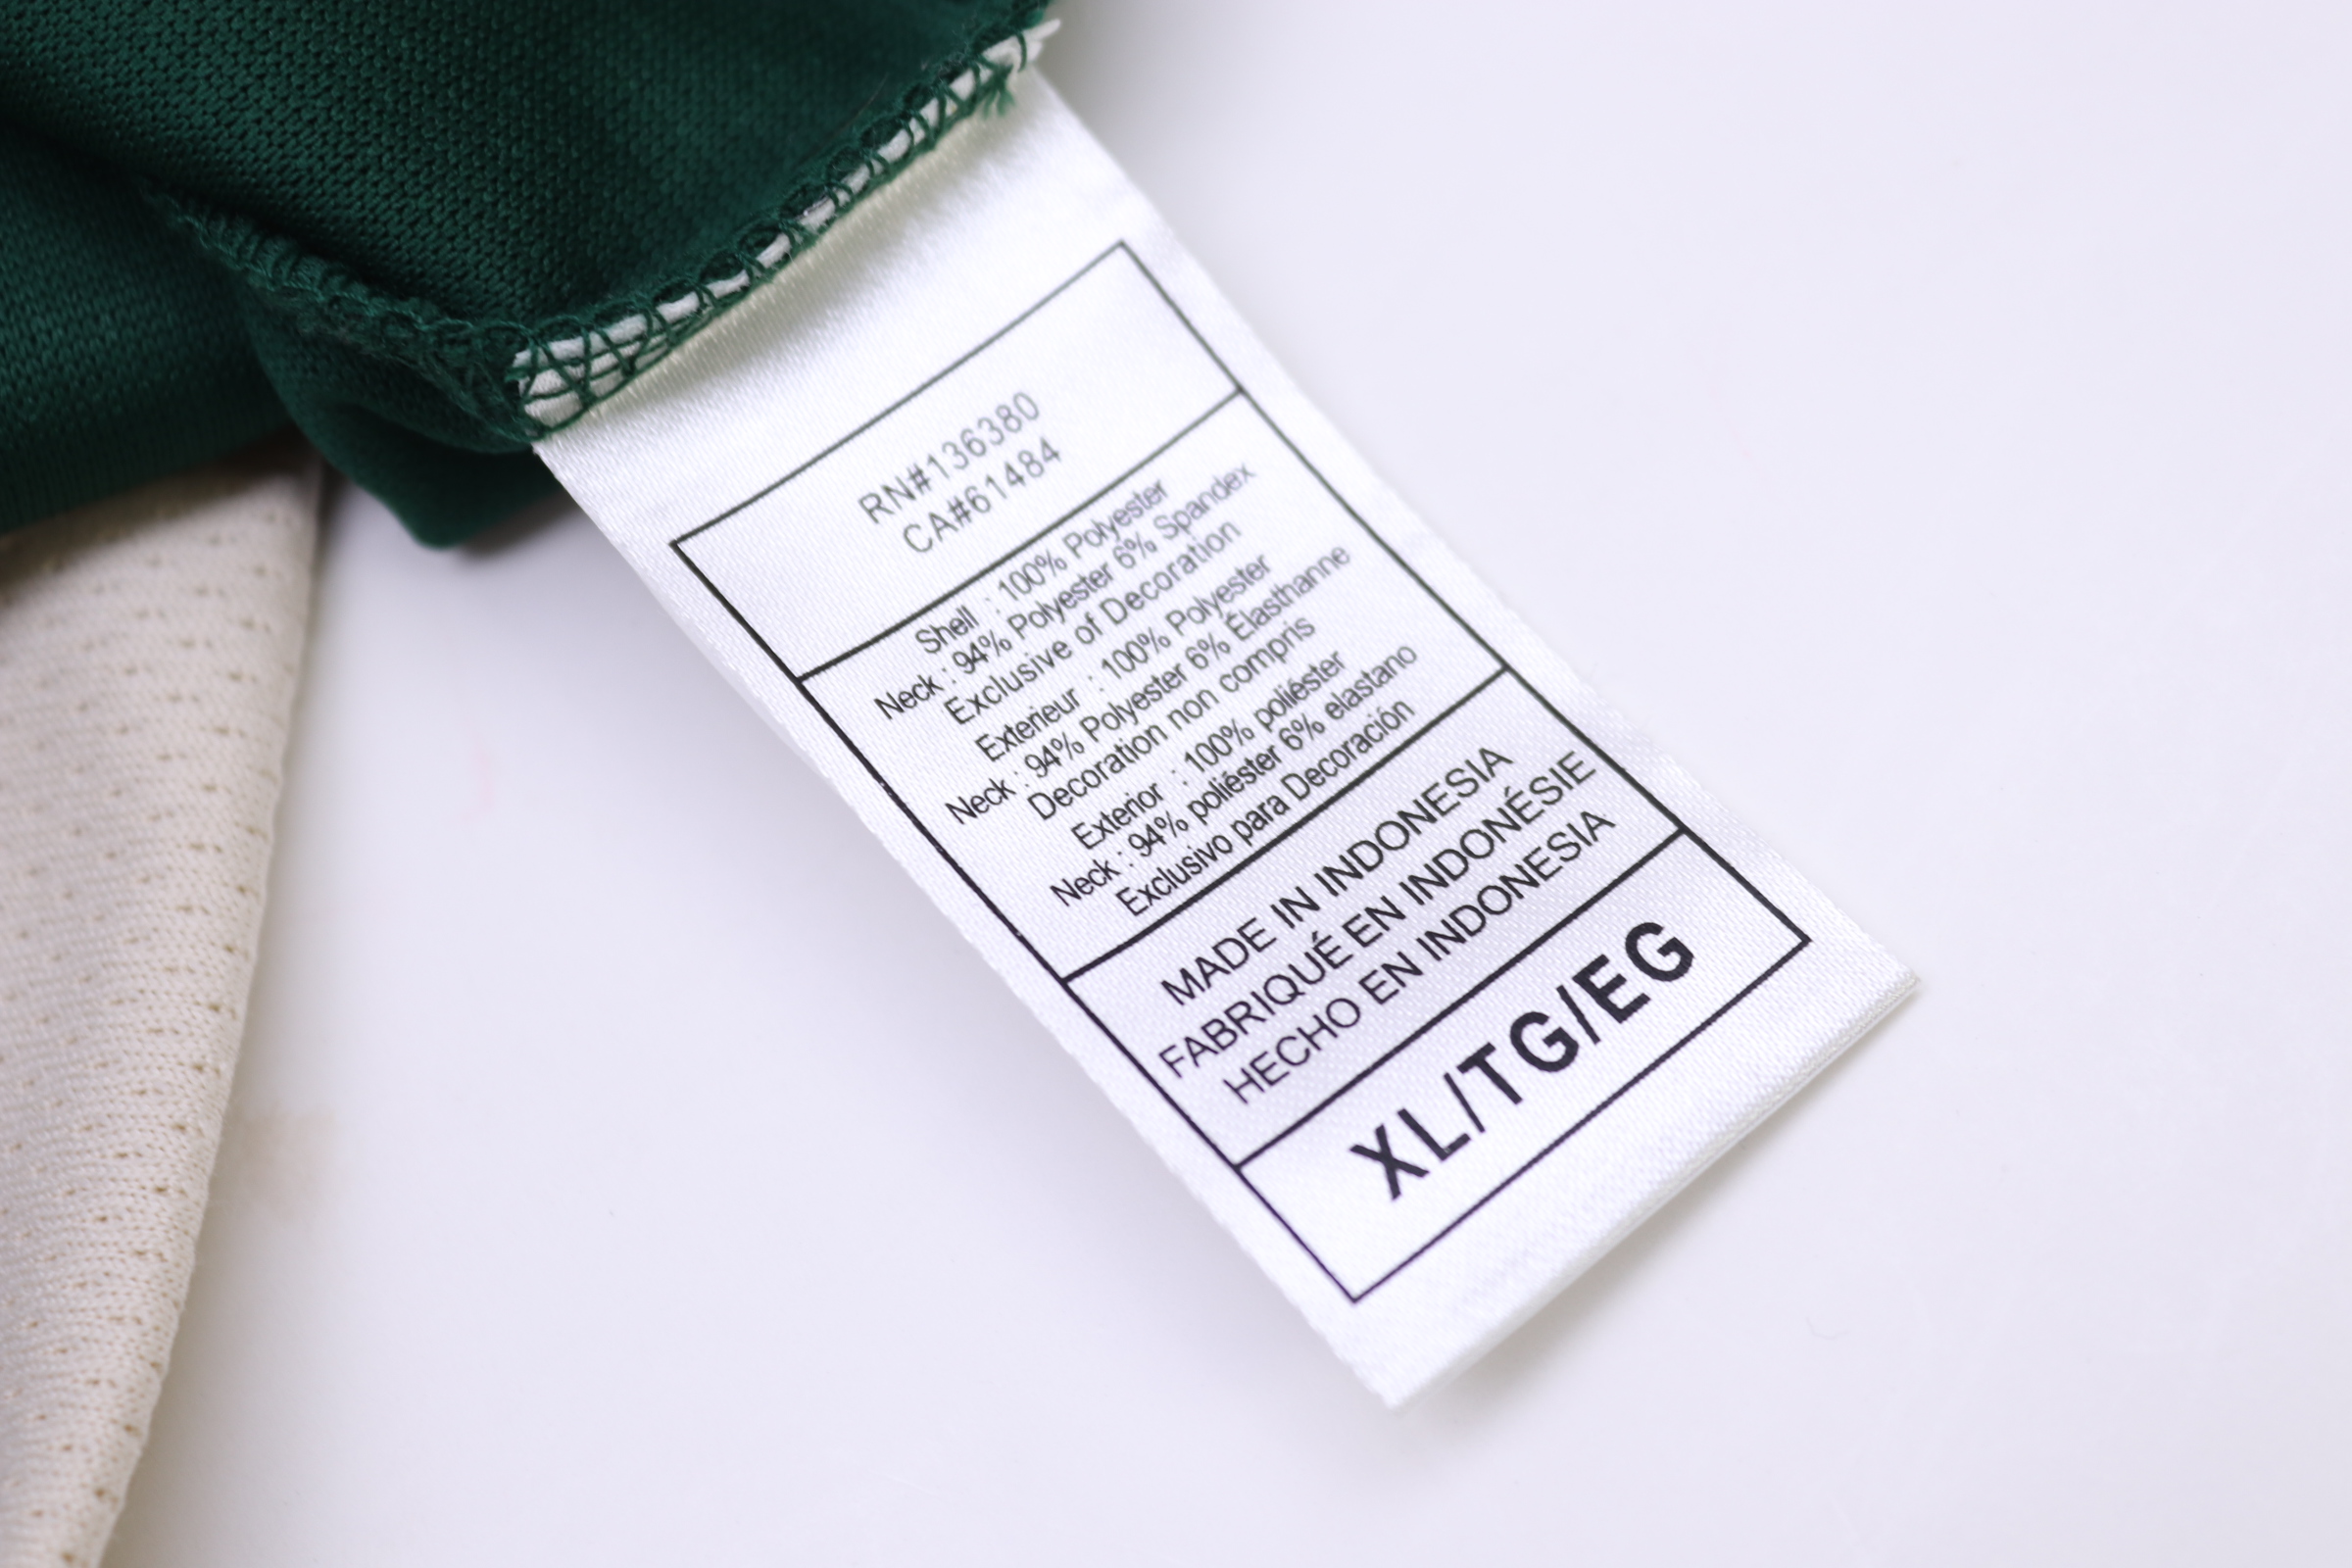 RN#136380
CA#61484
Shell : 100% Polyester
Neck : 94% Polyester 6% Spandex
Exclusive of Decoration
Exterieur : 100% Polyester
Neck : 94% Polyester 6% Élasthanne
Decoration non compris
Exterior : 100% poliéster
Neck : 94% poliéster 6% elastano
Exclusivo para Decoración
MADE IN INDONESIA
FABRIQUÉ EN INDONÉSIE
HECHO EN INDONESIA
XL/TG/EG